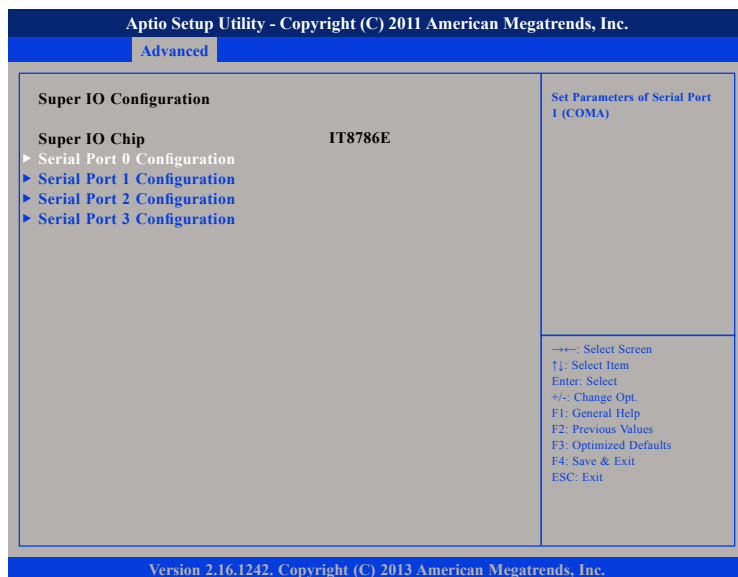 Aptio Setup Utility - Copyright (C) 2011 American Megatrends, Inc.
Advanced
Super IO Configuration
Super IO Chip IT8786E
▶ Serial Port 0 Configuration
▶ Serial Port 1 Configuration
▶ Serial Port 2 Configuration
▶ Serial Port 3 Configuration
Set Parameters of Serial Port
1 (COMA)
→←: Select Screen
↑↓: Select Item
Enter: Select
+/-: Change Opt.
F1: General Help
F2: Previous Values
F3: Optimized Defaults
F4: Save & Exit
ESC: Exit
Version 2.16.1242. Copyright (C) 2013 American Megatrends, Inc.